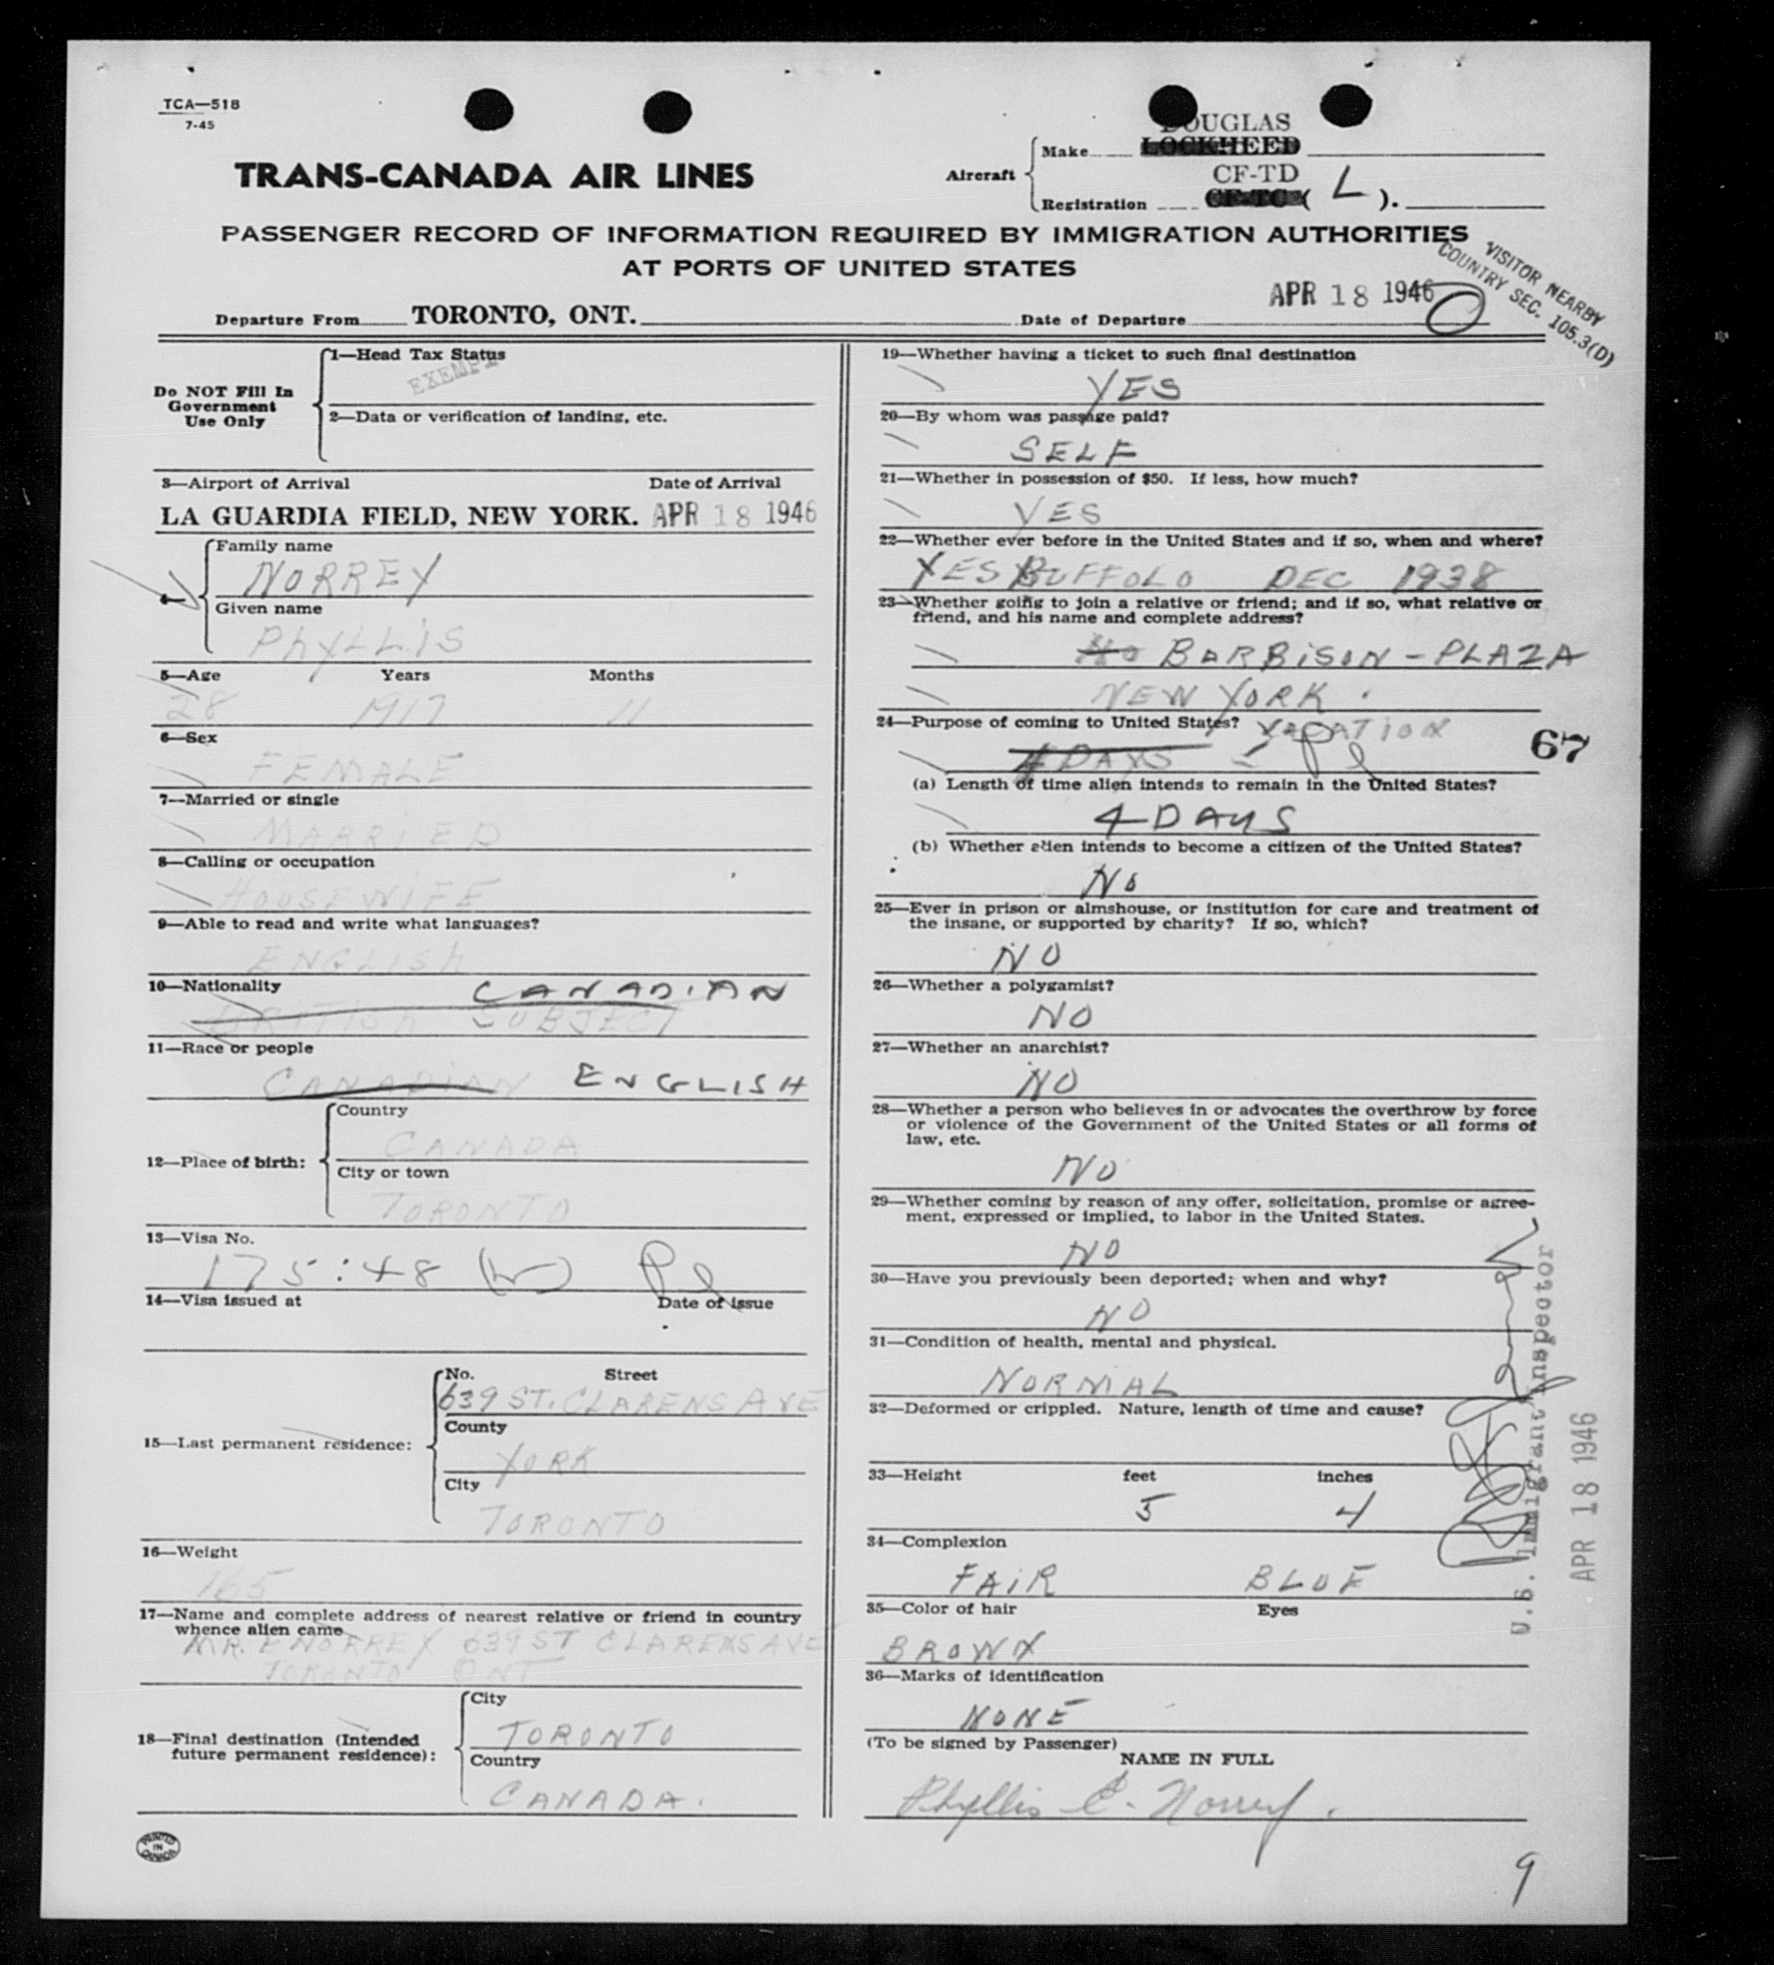 TCA—518
7-45
DOUGLAS
Aircraft
Make LOCKHEED
CF-TD
Registration CF-TC ( L ).
TRANS-CANADA AIR LINES
PASSENGER RECORD OF INFORMATION REQUIRED BY IMMIGRATION AUTHORITIES
AT PORTS OF UNITED STATES
VISITOR NEARBY
COUNTRY SEC. 105.3(D)
Departure From TORONTO, ONT. Date of Departure APR 18 1946
Do NOT Fill In
Government
Use Only
1—Head Tax Status
EXEMPT
2—Data or verification of landing, etc.
3—Airport of Arrival Date of Arrival
LA GUARDIA FIELD, NEW YORK. APR 18 1946
4—
Family name
NORREY
Given name
PHYLLIS
5—Age Years Months
28 1917 11
6—Sex
FEMALE
7—Married or single
MARRIED
8—Calling or occupation
HOUSEWIFE
9—Able to read and write what languages?
ENGLISH
10—Nationality CANADIAN
BRITISH SUBJECT
11—Race or people
CANADIAN ENGLISH
12—Place of birth:
Country
CANADA
City or town
TORONTO
13—Visa No.
175:48 (W)
14—Visa issued at Date of issue
15—Last permanent residence:
No. Street
639 ST. CLARENS AVE
County
YORK
City
TORONTO
16—Weight
165
17—Name and complete address of nearest relative or friend in country
whence alien came
MR. E NORREY 639 ST CLARENS AVE
TORONTO ONT
18—Final destination (Intended
future permanent residence):
City
TORONTO
Country
CANADA.
PRINTED
IN
CANADA
19—Whether having a ticket to such final destination
YES
20—By whom was passage paid?
SELF
21—Whether in possession of $50. If less, how much?
YES
22—Whether ever before in the United States and if so, when and where?
YES BUFFOLO DEC 1938
23—Whether going to join a relative or friend; and if so, what relative or
friend, and his name and complete address?
NO BARBISON-PLAZA
NEW YORK.
24—Purpose of coming to United States? VACATION
4 DAYS
67
(a) Length of time alien intends to remain in the United States?
4 DAYS
(b) Whether alien intends to become a citizen of the United States?
NO
25—Ever in prison or almshouse, or institution for care and treatment of
the insane, or supported by charity? If so, which?
NO
26—Whether a polygamist?
NO
27—Whether an anarchist?
NO
28—Whether a person who believes in or advocates the overthrow by force
or violence of the Government of the United States or all forms of
law, etc.
NO
29—Whether coming by reason of any offer, solicitation, promise or agree-
ment, expressed or implied, to labor in the United States.
NO
30—Have you previously been deported; when and why?
NO
31—Condition of health, mental and physical.
NORMAL
32—Deformed or crippled. Nature, length of time and cause?
33—Height feet inches
5 4
34—Complexion
FAIR BLUE
35—Color of hair Eyes
BROWN
36—Marks of identification
NONE
(To be signed by Passenger)
NAME IN FULL
Phyllis E. Norrey.
U.S. Immigrant Inspector
APR 18 1946
9